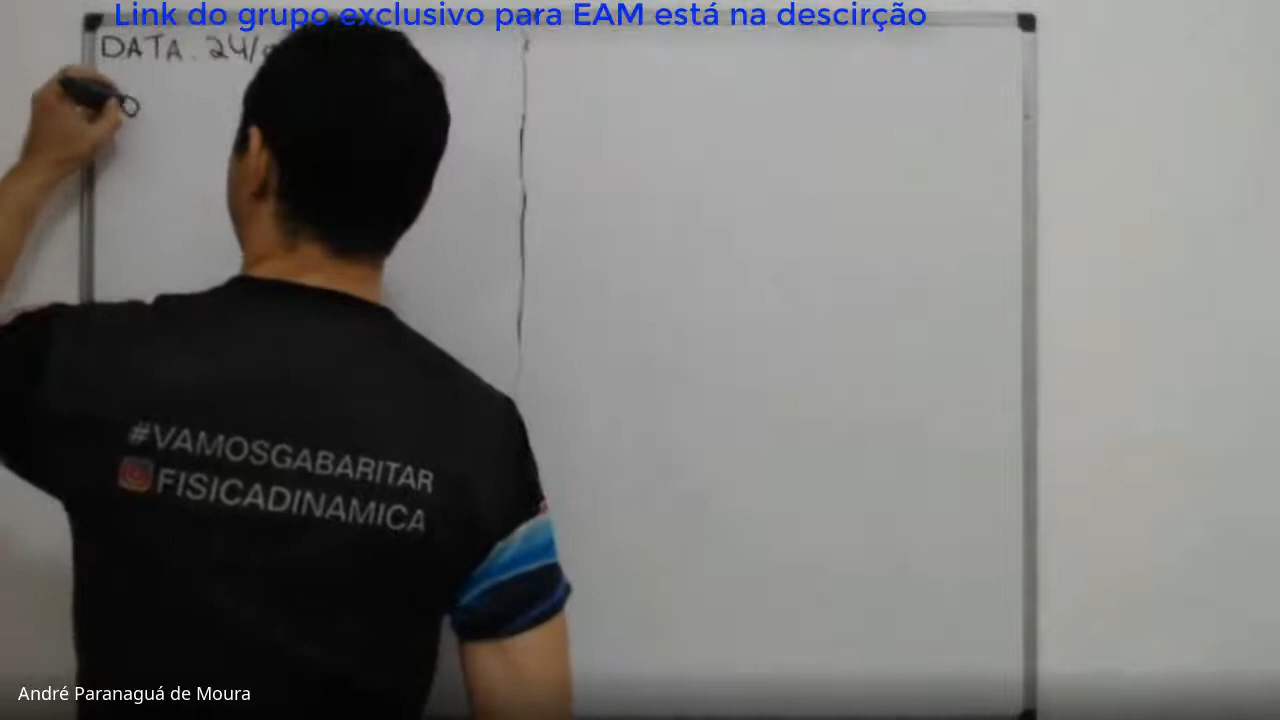 Link do grupo exclusivo para EAM está na descirção
DATA. 24/
#VAMOSGABARITAR
FISICADINAMICA
André Paranaguá de Moura